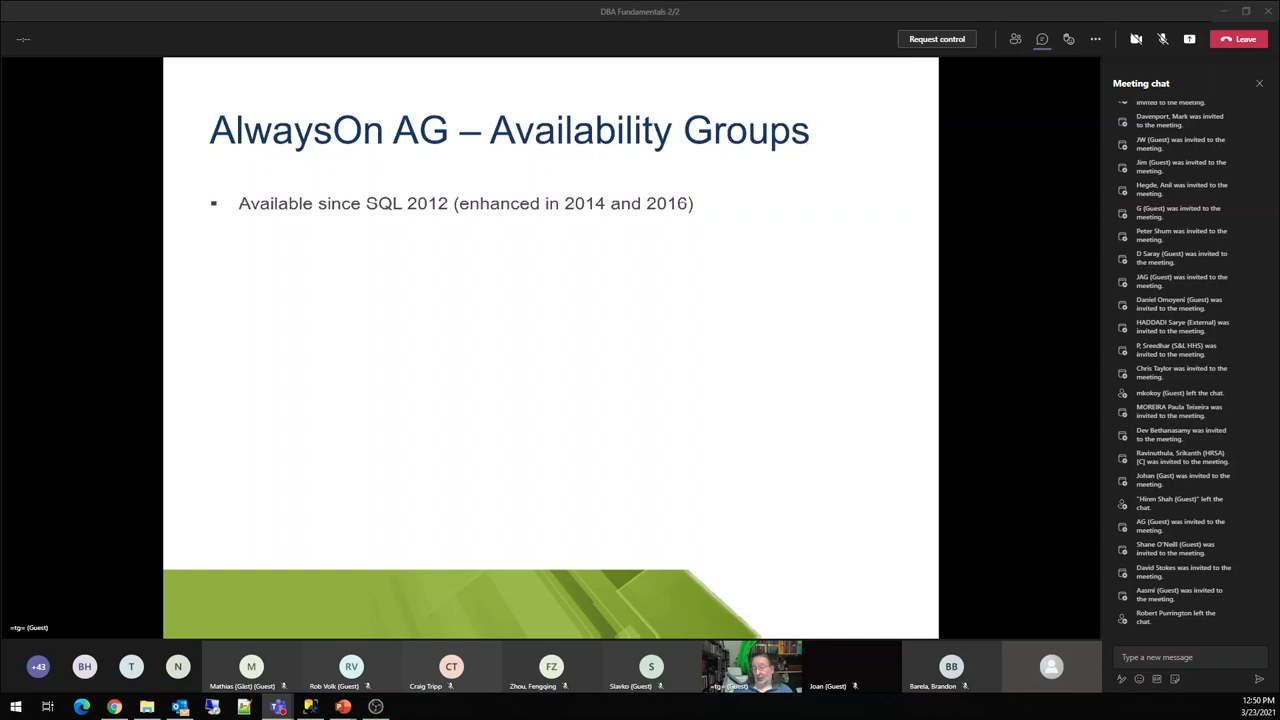 DBA Fundamentals 2/2
--:--
Request control
Leave
AlwaysOn AG – Availability Groups
Available since SQL 2012 (enhanced in 2014 and 2016)
=tg= (Guest)
Meeting chat
invited to the meeting.
Davenport, Mark was invited
to the meeting.
JW (Guest) was invited to the
meeting.
Jim (Guest) was invited to the
meeting.
Hegde, Anil was invited to the
meeting.
G (Guest) was invited to the
meeting.
Peter Shum was invited to the
meeting.
D Saray (Guest) was invited to
the meeting.
JAG (Guest) was invited to the
meeting.
Daniel Omoyeni (Guest) was
invited to the meeting.
HADDADI Sarye (External) was
invited to the meeting.
P, Sreedhar (S&L HHS) was
invited to the meeting.
Chris Taylor was invited to the
meeting.
mkokoy (Guest) left the chat.
MOREIRA Paula Teixeira was
invited to the meeting.
Dev Bethanasamy was invited
to the meeting.
Ravinuthula, Srikanth (HRSA)
[C] was invited to the meeting.
Johan (Gast) was invited to the
meeting.
"Hiren Shah (Guest)" left the
chat.
AG (Guest) was invited to the
meeting.
Shane O'Neill (Guest) was
invited to the meeting.
David Stokes was invited to the
meeting.
Aasmi (Guest) was invited to
the meeting.
Robert Purrington left the
chat.
Type a new message
+43
BH
T
N
M
Mathias (Gäst) (Guest)
RV
Rob Volk (Guest)
CT
Craig Tripp
FZ
Zhou, Fengqing
S
Slavko (Guest)
=tg= (Guest)
Joan (Guest)
BB
Barela, Brandon
12:50 PM
3/23/2021